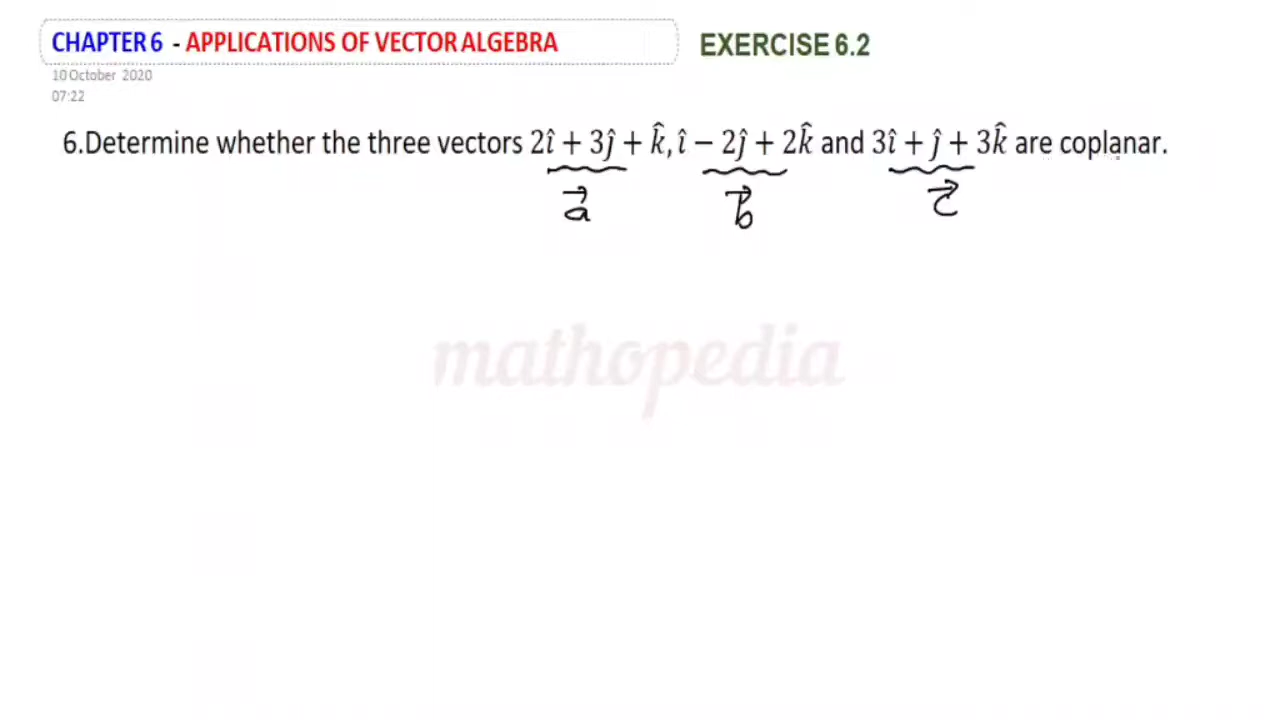 CHAPTER 6 - APPLICATIONS OF VECTOR ALGEBRA EXERCISE 6.2
10 October 2020
07:22
6.Determine whether the three vectors 2î + 3ĵ + k̂, î − 2ĵ + 2k̂ and 3î + ĵ + 3k̂ are coplanar.
a⃗ b⃗ c⃗
mathopedia